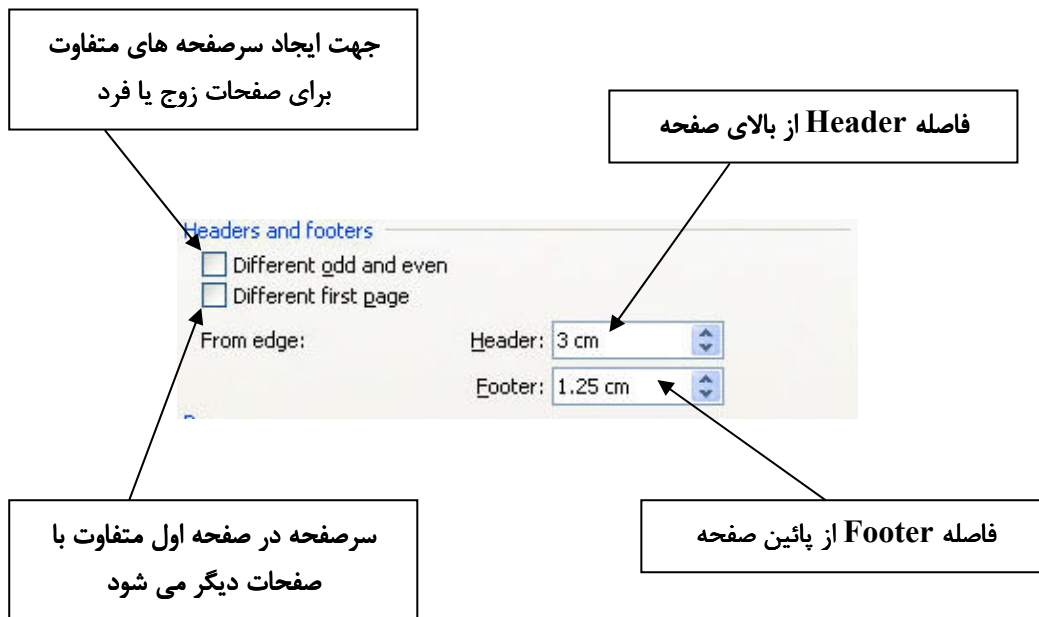 جهت ایجاد سرصفحه های متفاوت
برای صفحات زوج یا فرد
فاصله Header از بالای صفحه
Headers and footers
Different odd and even
Different first page
From edge:
Header: 3 cm
Footer: 1.25 cm
سرصفحه در صفحه اول متفاوت با
صفحات دیگر می شود
فاصله Footer از پائین صفحه